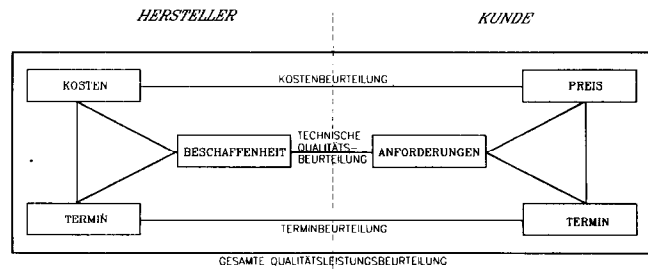 HERSTELLER KUNDE
KOSTEN KOSTENBEURTEILUNG PREIS
BESCHAFFENHEIT TECHNISCHE
QUALITÄTS-
BEURTEILUNG ANFORDERUNGEN
TERMIN TERMINBEURTEILUNG TERMIN
GESAMTE QUALITÄTSLEISTUNGSBEURTEILUNG